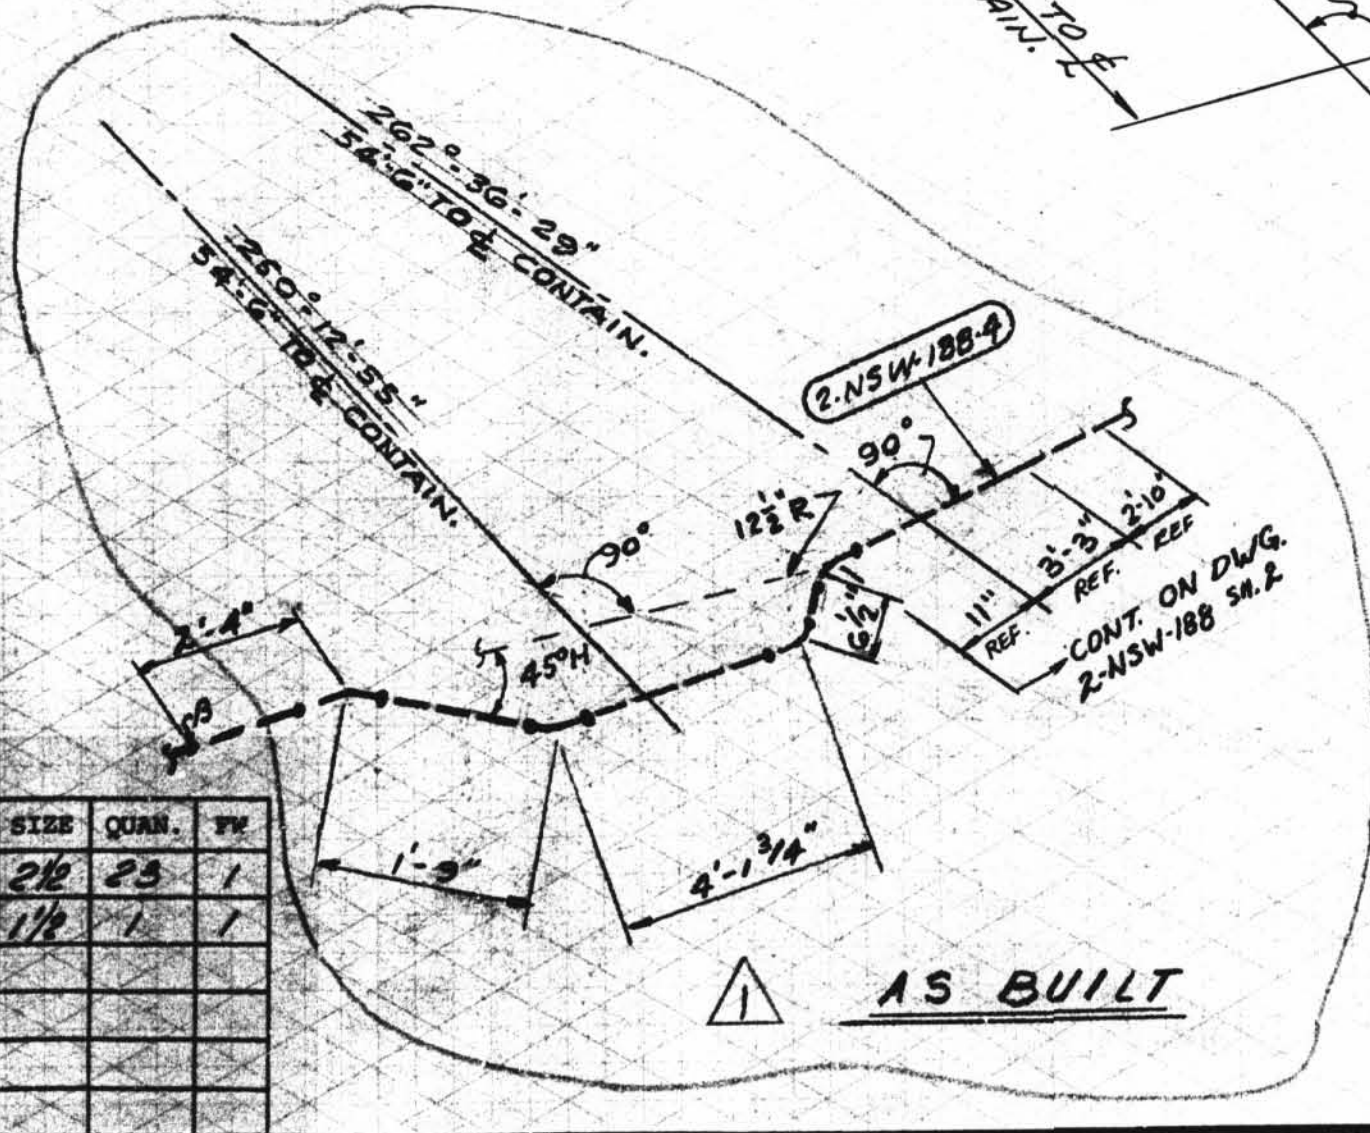 TO ℄
262°-36'-29"
54'-6" TO ℄ CONTAIN.
260°-12'-55"
54'-6" TO ℄ CONTAIN.
2-NSW-188-4
90°
12½" R
90°
2'-10"
REF
3'-3"
REF.
11"
REF.
CONT. ON DWG.
2-NSW-188 SH. 2
6½"
45°H
2'-4"
B
1'-9"
4'-1 3/4"
SIZE QUAN. FW
2½ 23 1
1½ 1 1
1 AS BUILT